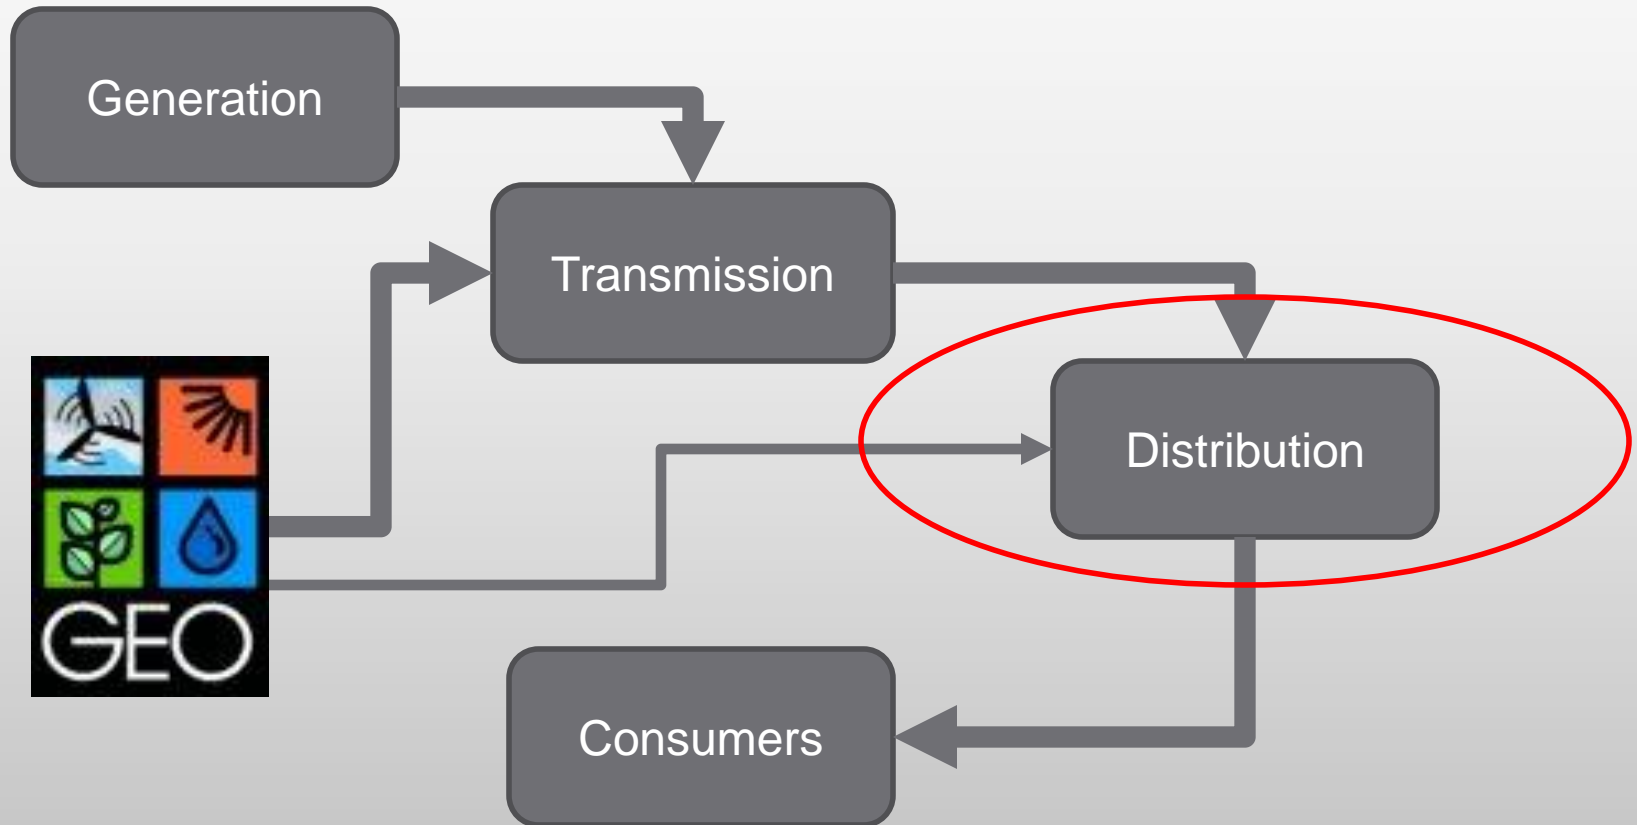 Generation
Transmission
Distribution
GEO
Consumers